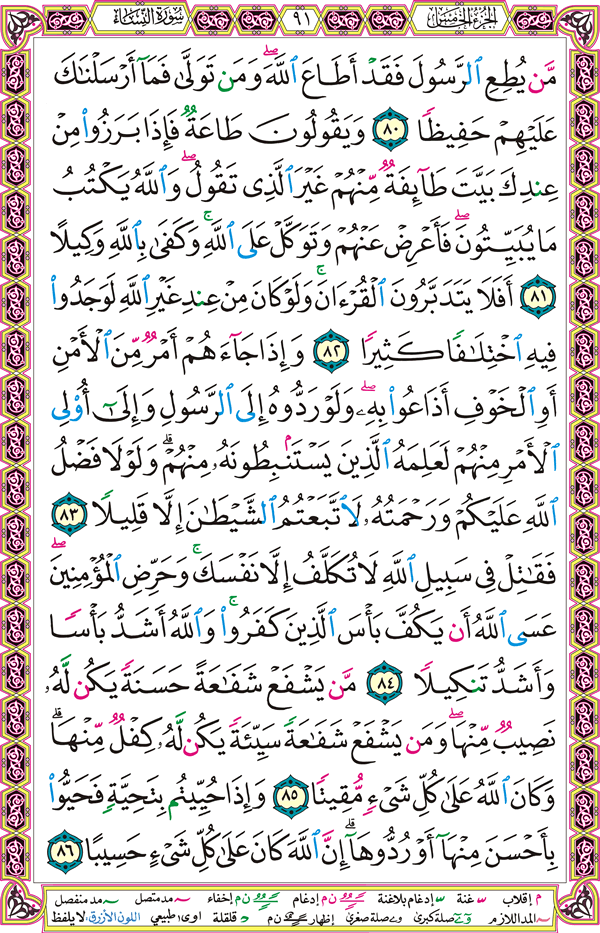 سورة النساء ٩١ الجزء الخامس
مَّن يُطِعِ ٱلرَّسُولَ فَقَدۡ أَطَاعَ ٱللَّهَۖ وَمَن تَوَلَّىٰ فَمَآ أَرۡسَلۡنَٰكَ
عَلَيۡهِمۡ حَفِيظٗا ٨٠ وَيَقُولُونَ طَاعَةٞ فَإِذَا بَرَزُواْ مِنۡ
عِندِكَ بَيَّتَ طَآئِفَةٞ مِّنۡهُمۡ غَيۡرَ ٱلَّذِي تَقُولُۖ وَٱللَّهُ يَكۡتُبُ
مَا يُبَيِّتُونَۖ فَأَعۡرِضۡ عَنۡهُمۡ وَتَوَكَّلۡ عَلَى ٱللَّهِۚ وَكَفَىٰ بِٱللَّهِ وَكِيلًا
٨١ أَفَلَا يَتَدَبَّرُونَ ٱلۡقُرۡءَانَۚ وَلَوۡ كَانَ مِنۡ عِندِ غَيۡرِ ٱللَّهِ لَوَجَدُواْ
فِيهِ ٱخۡتِلَٰفٗا كَثِيرٗا ٨٢ وَإِذَا جَآءَهُمۡ أَمۡرٞ مِّنَ ٱلۡأَمۡنِ
أَوِ ٱلۡخَوۡفِ أَذَاعُواْ بِهِۦۖ وَلَوۡ رَدُّوهُ إِلَى ٱلرَّسُولِ وَإِلَىٰٓ أُوْلِي
ٱلۡأَمۡرِ مِنۡهُمۡ لَعَلِمَهُ ٱلَّذِينَ يَسۡتَنۢبِطُونَهُۥ مِنۡهُمۡۗ وَلَوۡلَا فَضۡلُ
ٱللَّهِ عَلَيۡكُمۡ وَرَحۡمَتُهُۥ لَٱتَّبَعۡتُمُ ٱلشَّيۡطَٰنَ إِلَّا قَلِيلٗا ٨٣
فَقَٰتِلۡ فِي سَبِيلِ ٱللَّهِ لَا تُكَلَّفُ إِلَّا نَفۡسَكَۚ وَحَرِّضِ ٱلۡمُؤۡمِنِينَۖ
عَسَى ٱللَّهُ أَن يَكُفَّ بَأۡسَ ٱلَّذِينَ كَفَرُواْۚ وَٱللَّهُ أَشَدُّ بَأۡسٗا
وَأَشَدُّ تَنكِيلٗا ٨٤ مَّن يَشۡفَعۡ شَفَٰعَةً حَسَنَةٗ يَكُن لَّهُۥ
نَصِيبٞ مِّنۡهَاۖ وَمَن يَشۡفَعۡ شَفَٰعَةٗ سَيِّئَةٗ يَكُن لَّهُۥ كِفۡلٞ مِّنۡهَاۗ
وَكَانَ ٱللَّهُ عَلَىٰ كُلِّ شَيۡءٖ مُّقِيتٗا ٨٥ وَإِذَا حُيِّيتُم بِتَحِيَّةٖ فَحَيُّواْ
بِأَحۡسَنَ مِنۡهَآ أَوۡ رُدُّوهَآۗ إِنَّ ٱللَّهَ كَانَ عَلَىٰ كُلِّ شَيۡءٍ حَسِيبًا ٨٦
م إقلاب غنة إدغام بلاغنة ن م إدغام ن م إخفاء مد متصل مد منفصل
المد اللازم صلة كبرى صلة صغرى إظهار ن م قلقلة اوى طبيعي اللون الأزرق لا يلفظ